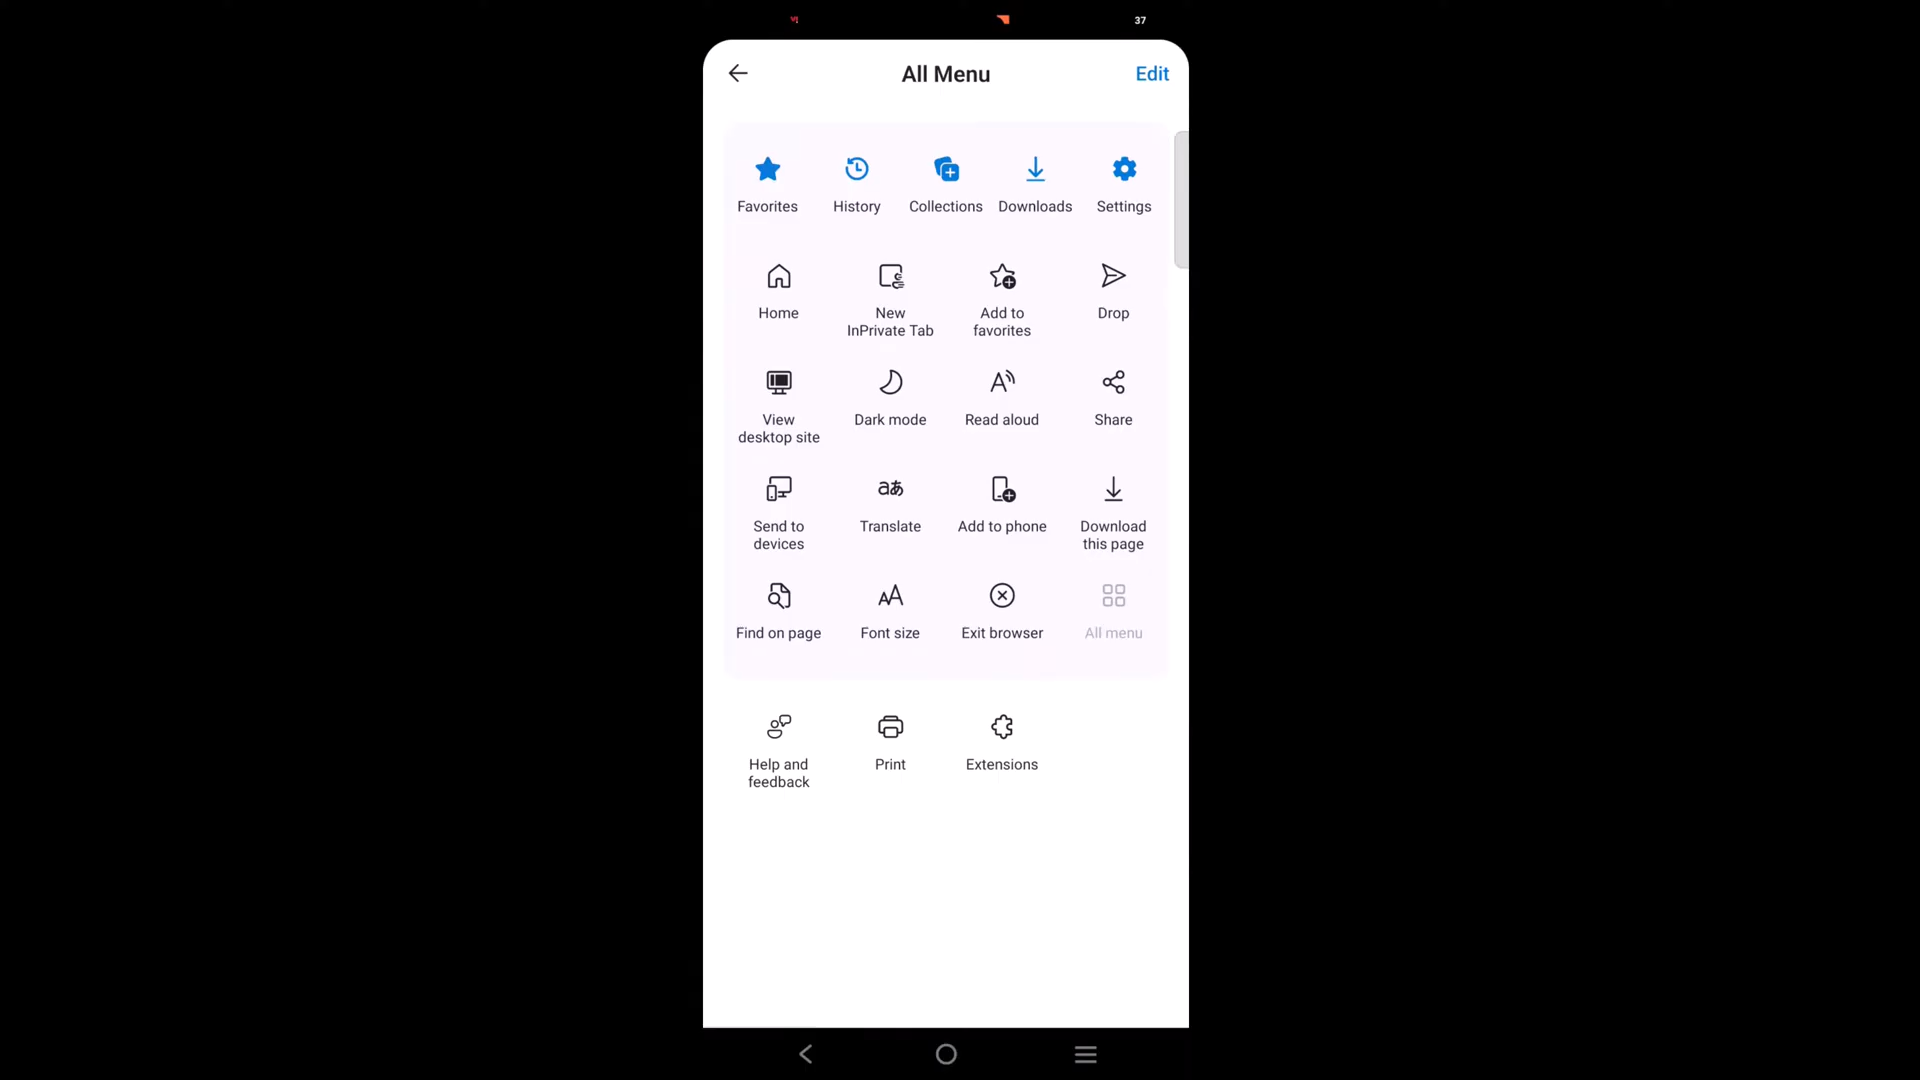 37
All Menu
Edit
Favorites
History
Collections
Downloads
Settings
Home
New
InPrivate Tab
Add to
favorites
Drop
View
desktop site
Dark mode
Read aloud
Share
Send to
devices
aあ
Translate
Add to phone
Download
this page
Find on page
Font size
Exit browser
All menu
Help and
feedback
Print
Extensions